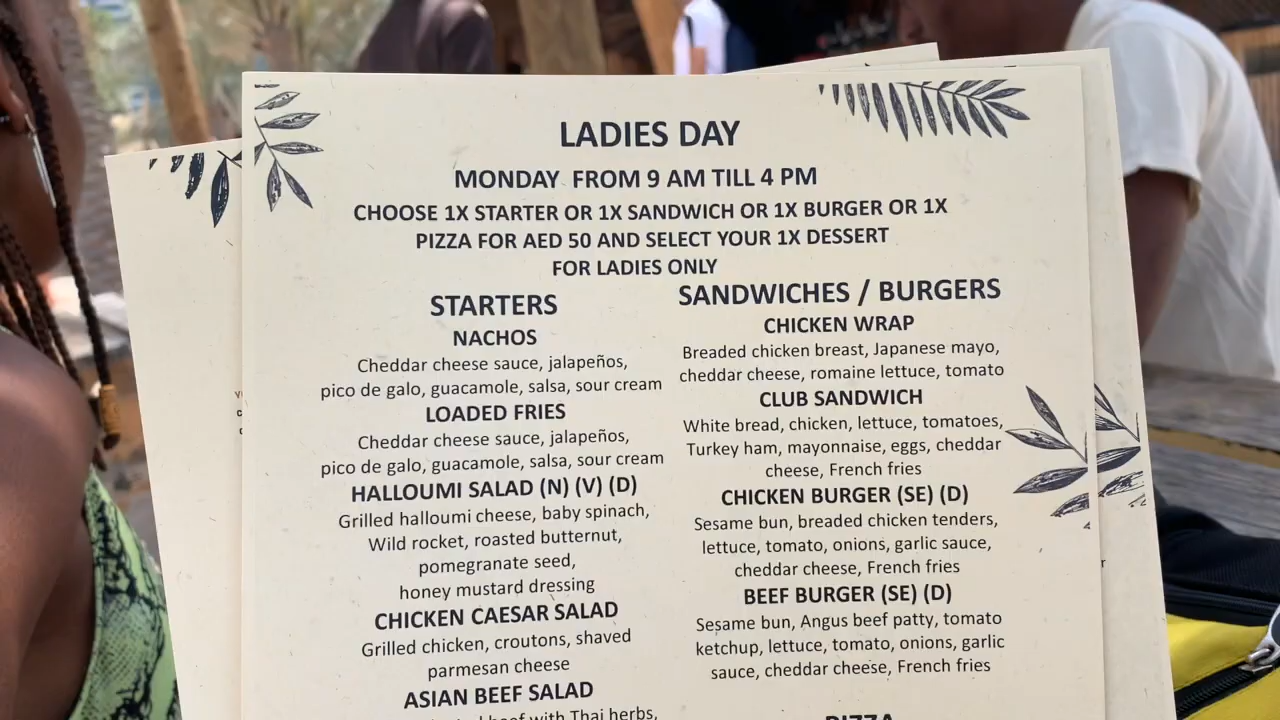 LADIES DAY
MONDAY FROM 9 AM TILL 4 PM
CHOOSE 1X STARTER OR 1X SANDWICH OR 1X BURGER OR 1X
PIZZA FOR AED 50 AND SELECT YOUR 1X DESSERT
FOR LADIES ONLY
STARTERS
NACHOS
Cheddar cheese sauce, jalapeños,
pico de galo, guacamole, salsa, sour cream
LOADED FRIES
Cheddar cheese sauce, jalapeños,
pico de galo, guacamole, salsa, sour cream
HALLOUMI SALAD (N) (V) (D)
Grilled halloumi cheese, baby spinach,
Wild rocket, roasted butternut,
pomegranate seed,
honey mustard dressing
CHICKEN CAESAR SALAD
Grilled chicken, croutons, shaved
parmesan cheese
ASIAN BEEF SALAD
beef with Thai herbs,
SANDWICHES / BURGERS
CHICKEN WRAP
Breaded chicken breast, Japanese mayo,
cheddar cheese, romaine lettuce, tomato
CLUB SANDWICH
White bread, chicken, lettuce, tomatoes,
Turkey ham, mayonnaise, eggs, cheddar
cheese, French fries
CHICKEN BURGER (SE) (D)
Sesame bun, breaded chicken tenders,
lettuce, tomato, onions, garlic sauce,
cheddar cheese, French fries
BEEF BURGER (SE) (D)
Sesame bun, Angus beef patty, tomato
ketchup, lettuce, tomato, onions, garlic
sauce, cheddar cheese, French fries
PIZZA